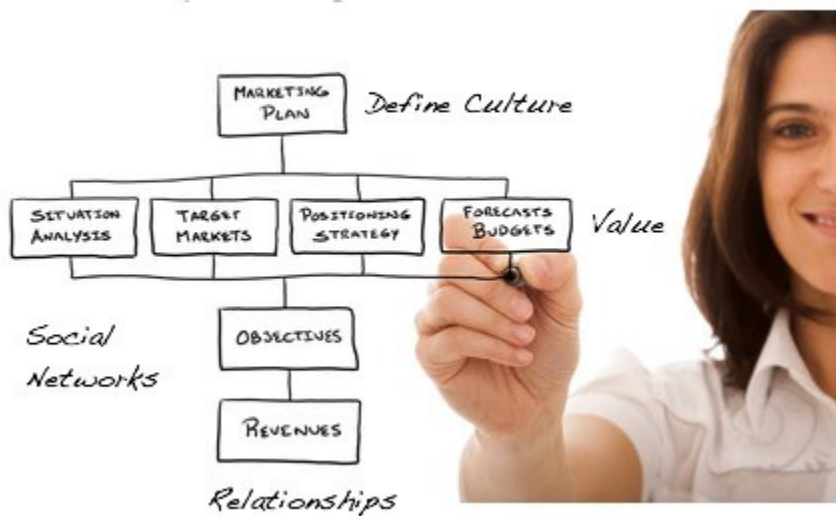 MARKETING
PLAN
Define Culture
SITUATION
ANALYSIS
TARGET
MARKETS
POSITIONING
STRATEGY
FORECASTS
BUDGETS
Value
Social
Networks
OBJECTIVES
REVENUES
Relationships